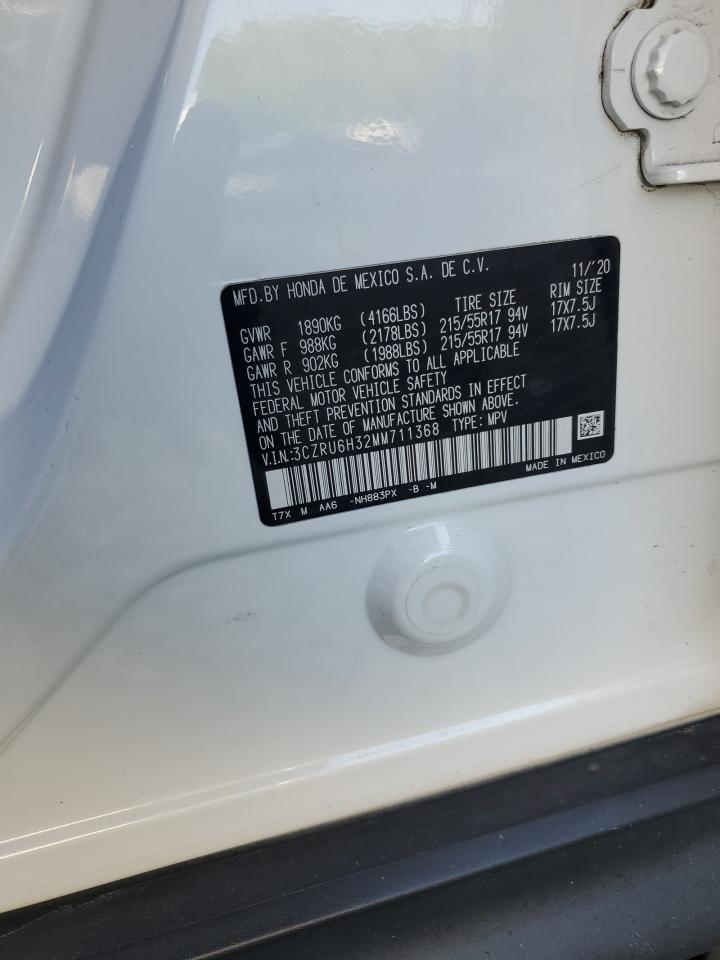 MFD.BY HONDA DE MEXICO S.A. DE C.V. 11/'20
TIRE SIZE RIM SIZE
GVWR 1890KG (4166LBS)
GAWR F 988KG (2178LBS) 215/55R17 94V 17X7.5J
GAWR R 902KG (1988LBS) 215/55R17 94V 17X7.5J
THIS VEHICLE CONFORMS TO ALL APPLICABLE
FEDERAL MOTOR VEHICLE SAFETY
AND THEFT PREVENTION STANDARDS IN EFFECT
ON THE DATE OF MANUFACTURE SHOWN ABOVE.
V.I.N:3CZRU6H32MM711368 TYPE: MPV
MADE IN MEXICO
T7X M AA6 -NH883PX -B -M